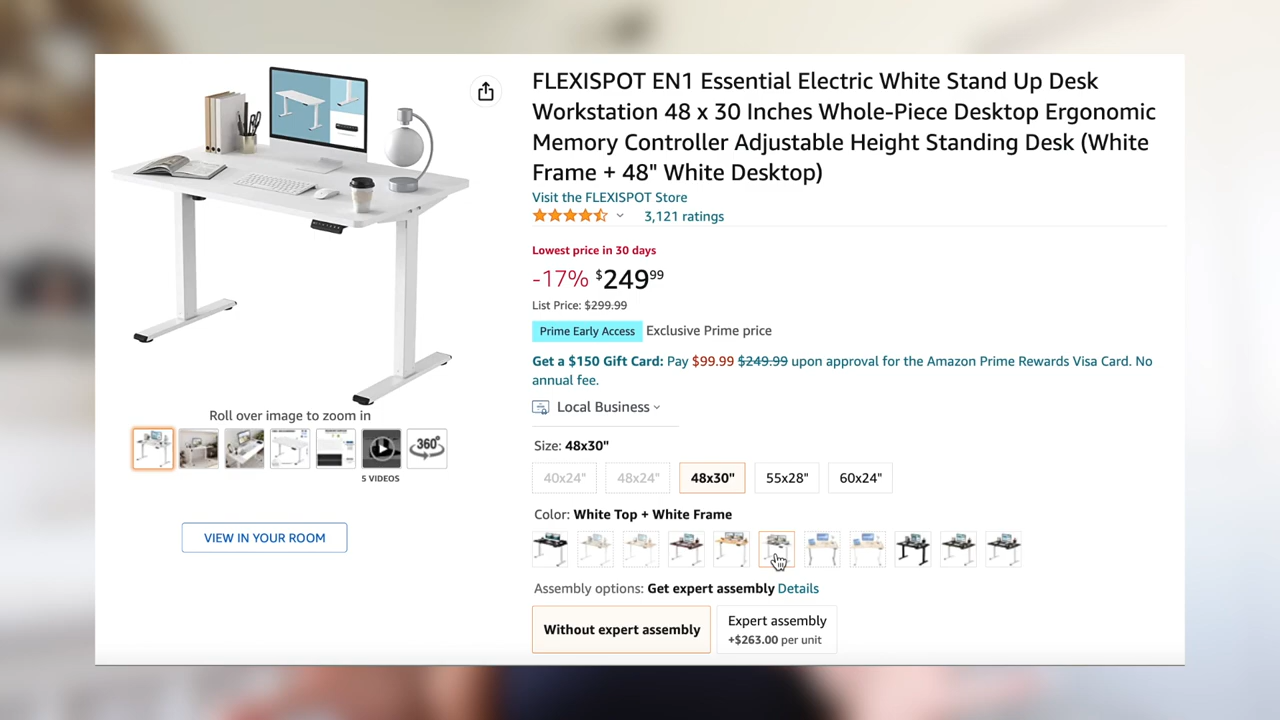 FLEXISPOT EN1 Essential Electric White Stand Up Desk
Workstation 48 x 30 Inches Whole-Piece Desktop Ergonomic
Memory Controller Adjustable Height Standing Desk (White
Frame + 48" White Desktop)
Visit the FLEXISPOT Store
3,121 ratings
Lowest price in 30 days
-17% $249.99
List Price: $299.99
Prime Early Access Exclusive Prime price
Get a $150 Gift Card: Pay $99.99 $249.99 upon approval for the Amazon Prime Rewards Visa Card. No
annual fee.
Local Business
Roll over image to zoom in
360°
5 VIDEOS
VIEW IN YOUR ROOM
Size: 48x30"
40x24" 48x24" 48x30" 55x28" 60x24"
Color: White Top + White Frame
Assembly options: Get expert assembly Details
Without expert assembly
Expert assembly
+$263.00 per unit